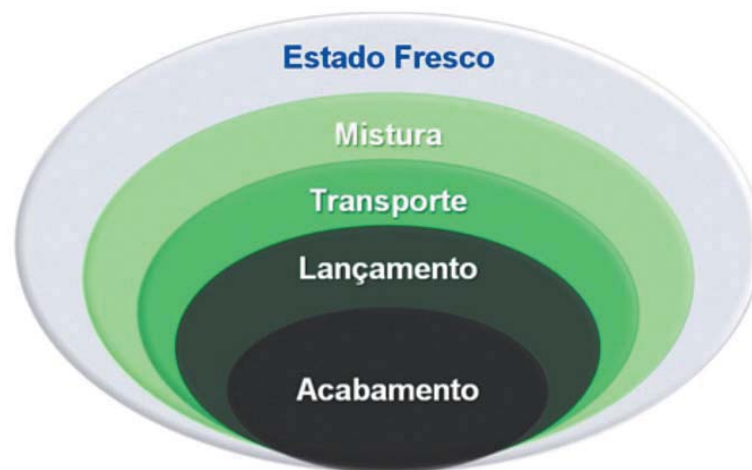 Estado Fresco
Mistura
Transporte
Lançamento
Acabamento